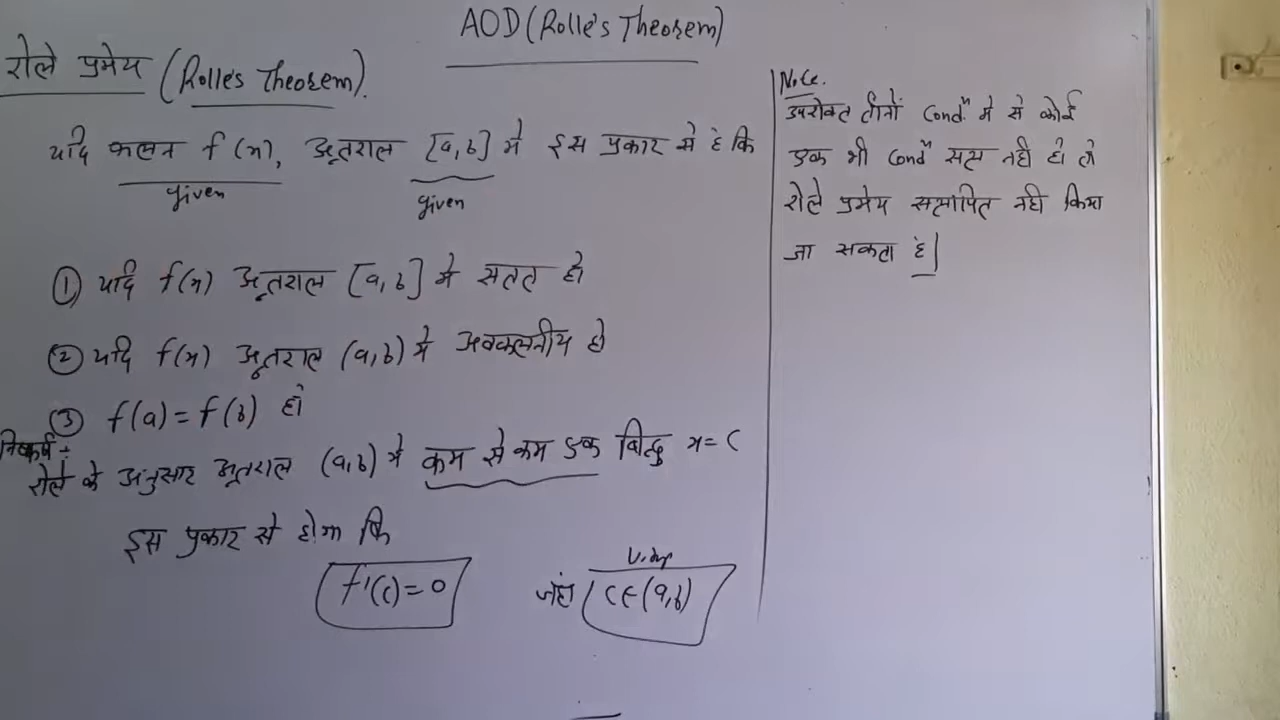 AOD (Rolle's Theorem)
रोले प्रमेय (Rolle's Theorem).
यदि फलन f(x), अंतराल [a,b] में इस प्रकार से है कि
given given
① यदि f(x) अंतराल [a,b] में सतत हो
② यदि f(x) अंतराल (a,b) में अवकलनीय हो
③ f(a) = f(b) हो
निष्कर्ष ÷
रोले के अनुसार अंतराल (a,b) में कम से कम एक बिन्दु x = C
इस प्रकार से होगा कि
f'(c) = 0 जहां C∈(a,b)
V.Imp
Note.
उपरोक्त तीनों Condn में से कोई
एक भी Condn सत्य नही हो तो
रोले प्रमेय सत्यापित नही किया
जा सकता है|